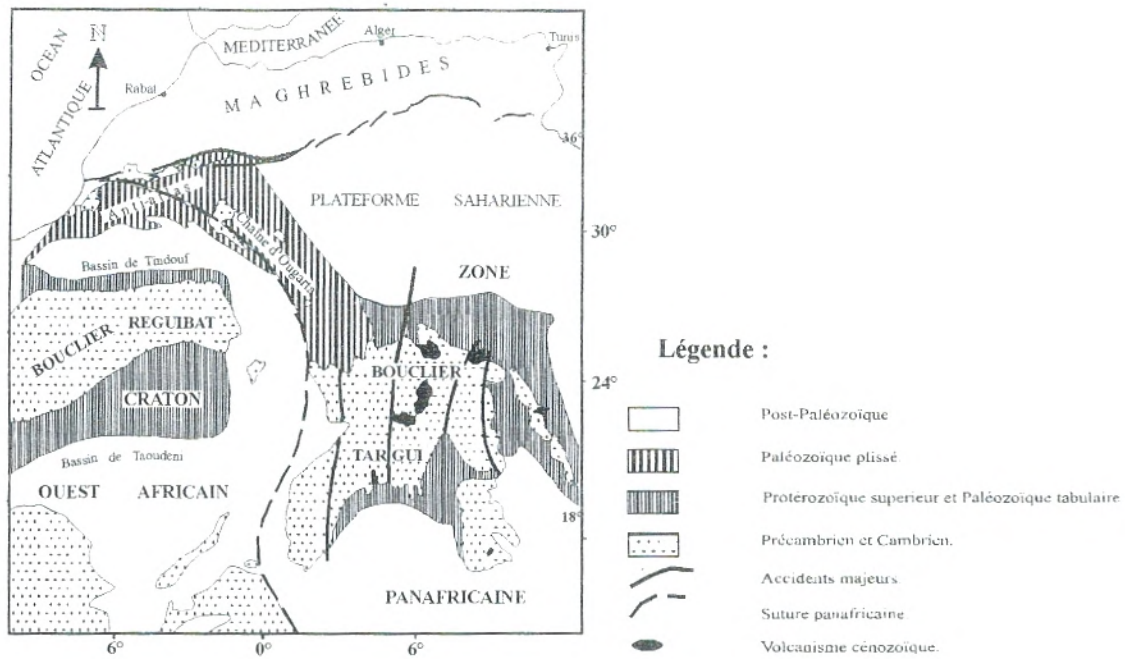 OCEAN
ATLANTIQUE
N
MEDITERRANEE
Alger
Tunis
Rabat
MAGHREBIDES
36°
Anti-atlas
PLATEFORME SAHARIENNE
Chaîne d'Ougarta
30°
Bassin de Tindouf
ZONE
BOUCLIER REGUIBAT
BOUCLIER
24°
CRATON
Bassin de Taoudeni
TARGUI
OUEST AFRICAIN
18°
PANAFRICAINE
6° 0° 6°
Légende :
Post-Paléozoïque
Paléozoïque plissé
Protérozoïque superieur et Paléozoïque tabulaire
Précambrien et Cambrien.
Accidents majeurs
Suture panafricaine.
Volcanisme cénozoïque.